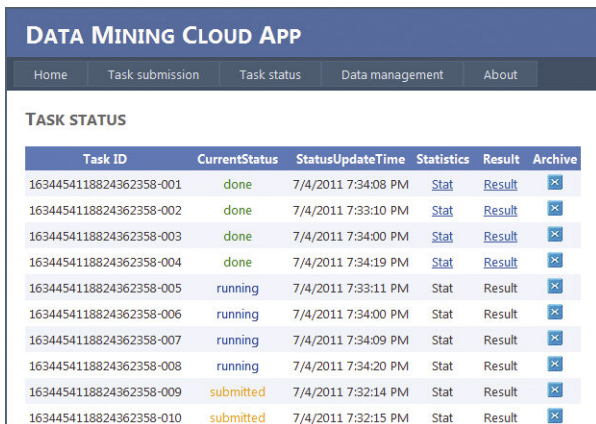 DATA MINING CLOUD APP
Home Task submission Task status Data management About
TASK STATUS
Task ID CurrentStatus StatusUpdateTime Statistics Result Archive
1634454118824362358-001 done 7/4/2011 7:34:08 PM Stat Result
1634454118824362358-002 done 7/4/2011 7:33:10 PM Stat Result
1634454118824362358-003 done 7/4/2011 7:34:00 PM Stat Result
1634454118824362358-004 done 7/4/2011 7:34:19 PM Stat Result
1634454118824362358-005 running 7/4/2011 7:33:11 PM Stat Result
1634454118824362358-006 running 7/4/2011 7:34:00 PM Stat Result
1634454118824362358-007 running 7/4/2011 7:34:09 PM Stat Result
1634454118824362358-008 running 7/4/2011 7:34:20 PM Stat Result
1634454118824362358-009 submitted 7/4/2011 7:32:14 PM Stat Result
1634454118824362358-010 submitted 7/4/2011 7:32:15 PM Stat Result